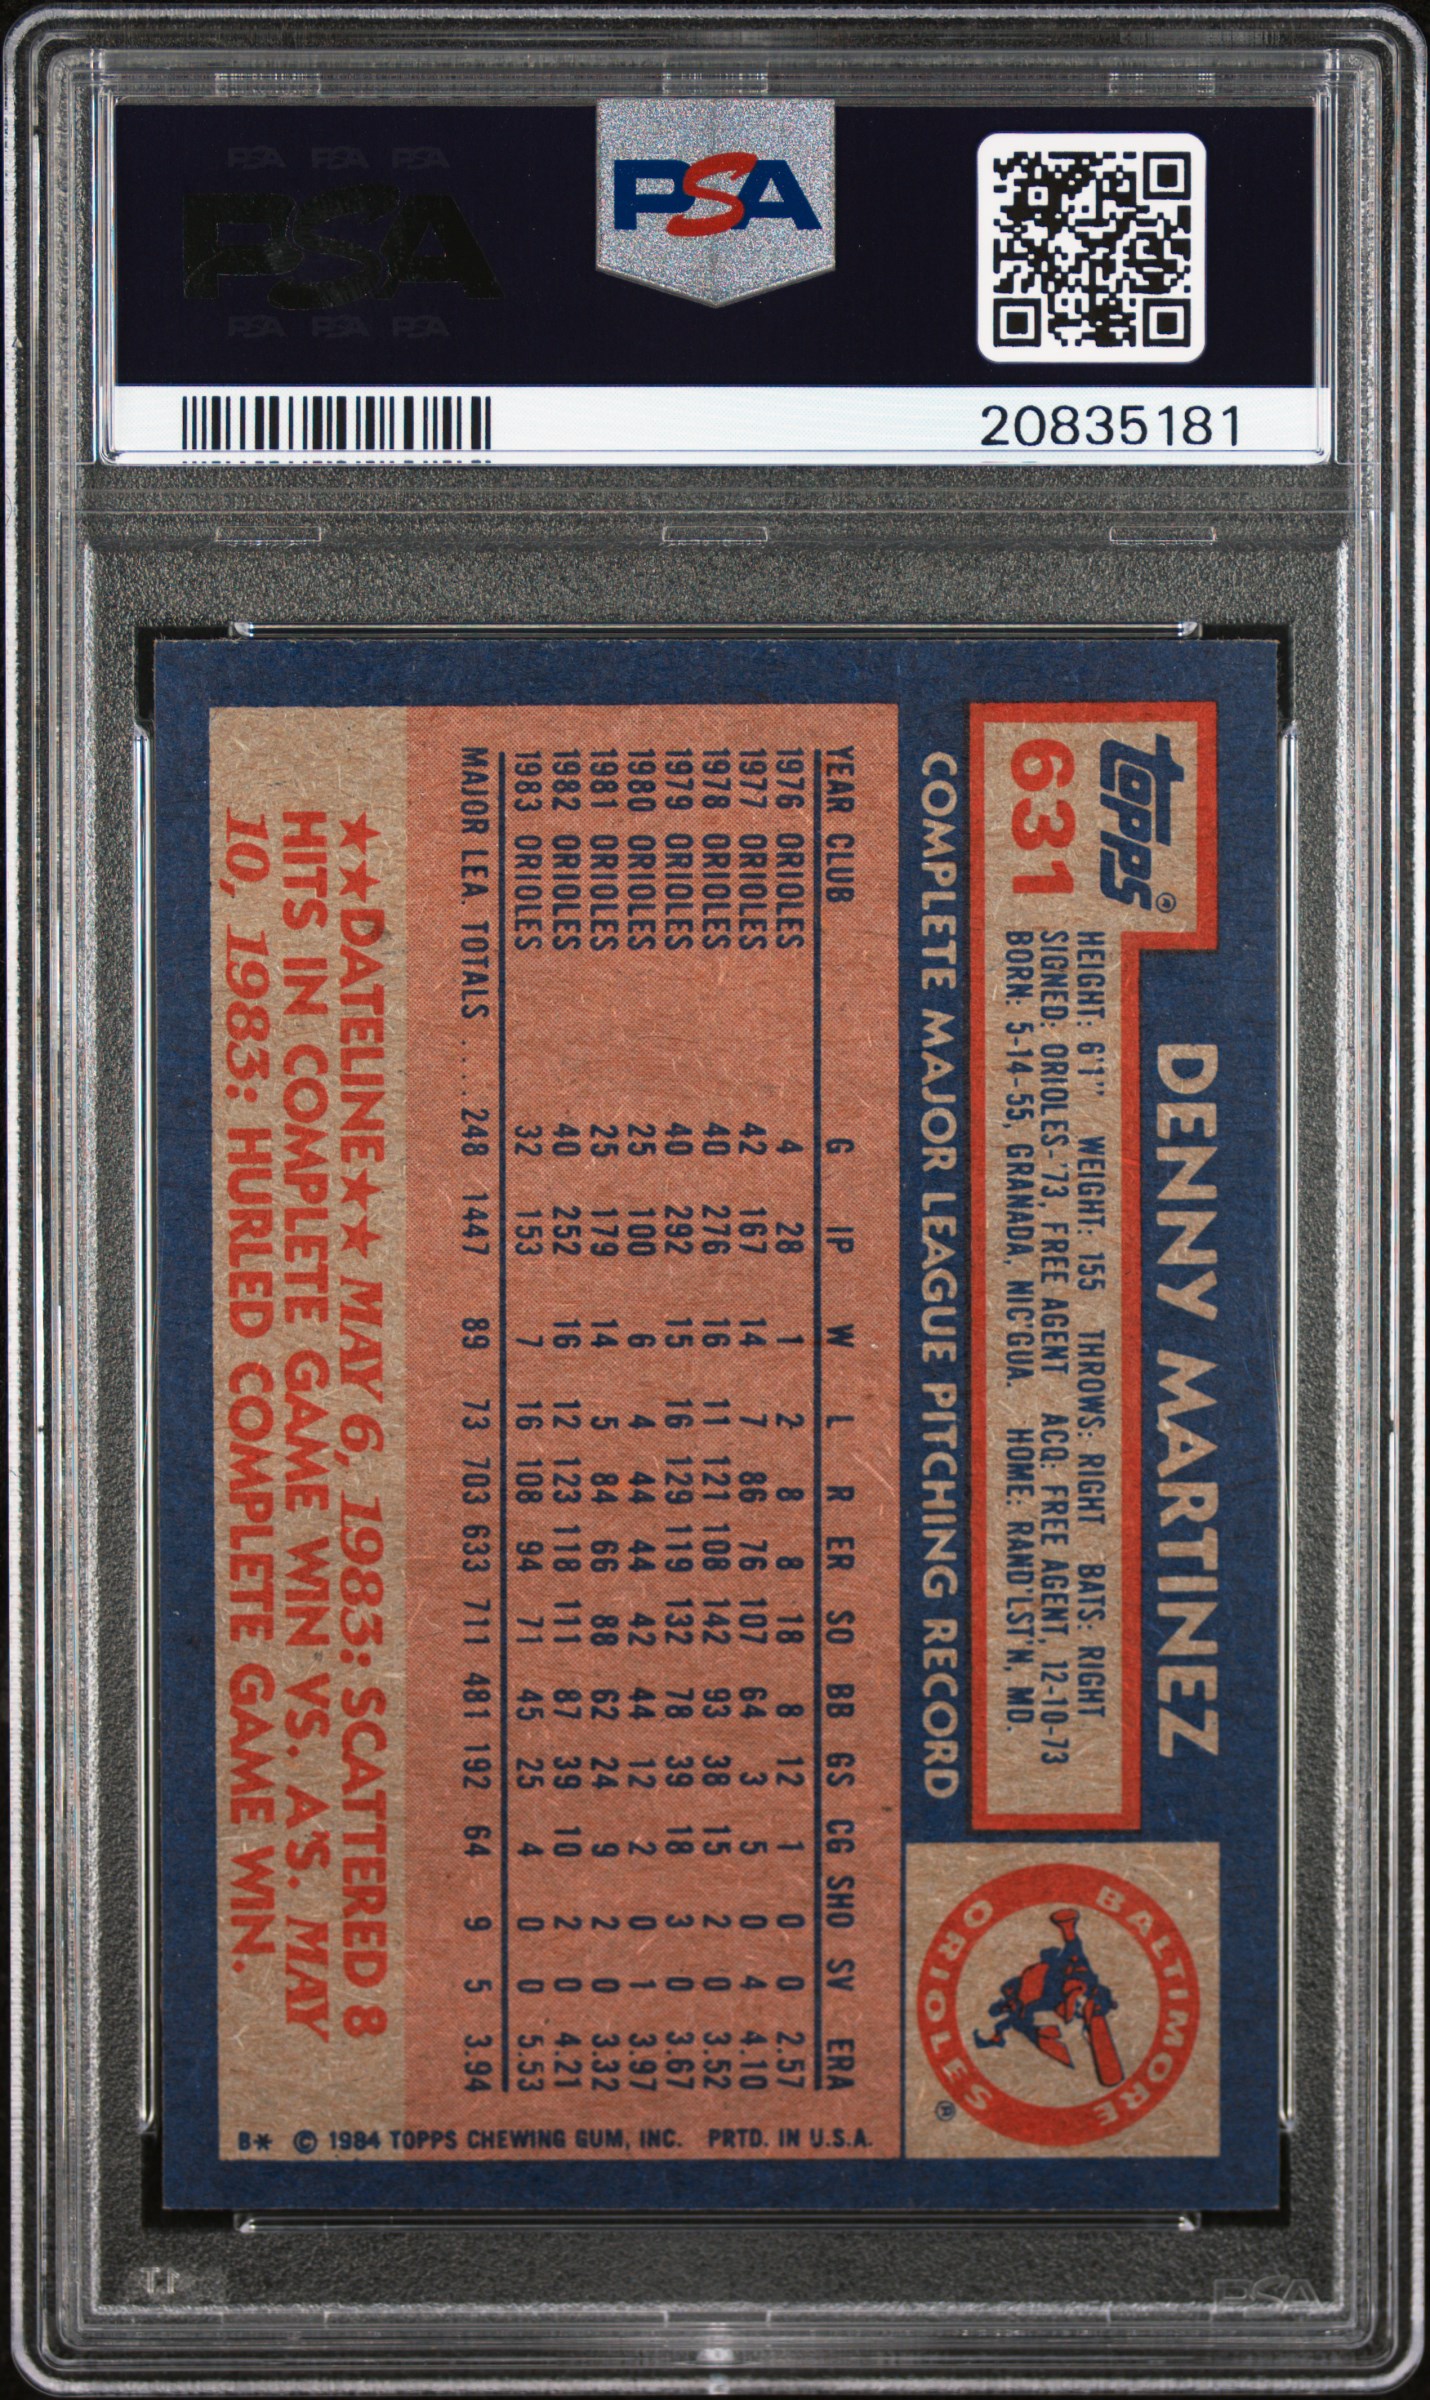 PSA PSA PSA
PSA
PSA PSA PSA
PSA
20835181
DENNY MARTINEZ
topps®
631
HEIGHT: 6'1" WEIGHT: 155 THROWS: RIGHT BATS: RIGHT
SIGNED: ORIOLES-'73, FREE AGENT ACQ: FREE AGENT, 12-10-73
BORN: 5-14-55, GRANADA, NIC'GUA. HOME: RAND'LST'N, MD.
BALTIMORE ORIOLES ®
COMPLETE MAJOR LEAGUE PITCHING RECORD
YEAR CLUB G IP W L R ER SO BB GS CG SHO SV ERA
1976 ORIOLES 4 28 1 2 8 8 18 8 12 1 0 0 2.57
1977 ORIOLES 42 167 14 7 86 76 107 64 3 5 0 4 4.10
1978 ORIOLES 40 276 16 11 121 108 142 93 38 15 2 0 3.52
1979 ORIOLES 40 292 15 16 129 119 132 78 39 18 3 0 3.67
1980 ORIOLES 25 100 6 4 44 44 42 44 12 2 0 1 3.97
1981 ORIOLES 25 179 14 5 84 66 88 62 24 9 2 0 3.32
1982 ORIOLES 40 252 16 12 123 118 111 87 39 10 2 0 4.21
1983 ORIOLES 32 153 7 16 108 94 71 45 25 4 0 0 5.53
MAJOR LEA. TOTALS .... 248 1447 89 73 703 633 711 481 192 64 9 5 3.94
★★DATELINE★★ MAY 6, 1983: SCATTERED 8
HITS IN COMPLETE GAME WIN VS. A'S. MAY
10, 1983: HURLED COMPLETE GAME WIN.
B* © 1984 TOPPS CHEWING GUM, INC. PRTD. IN U.S.A.
PSA